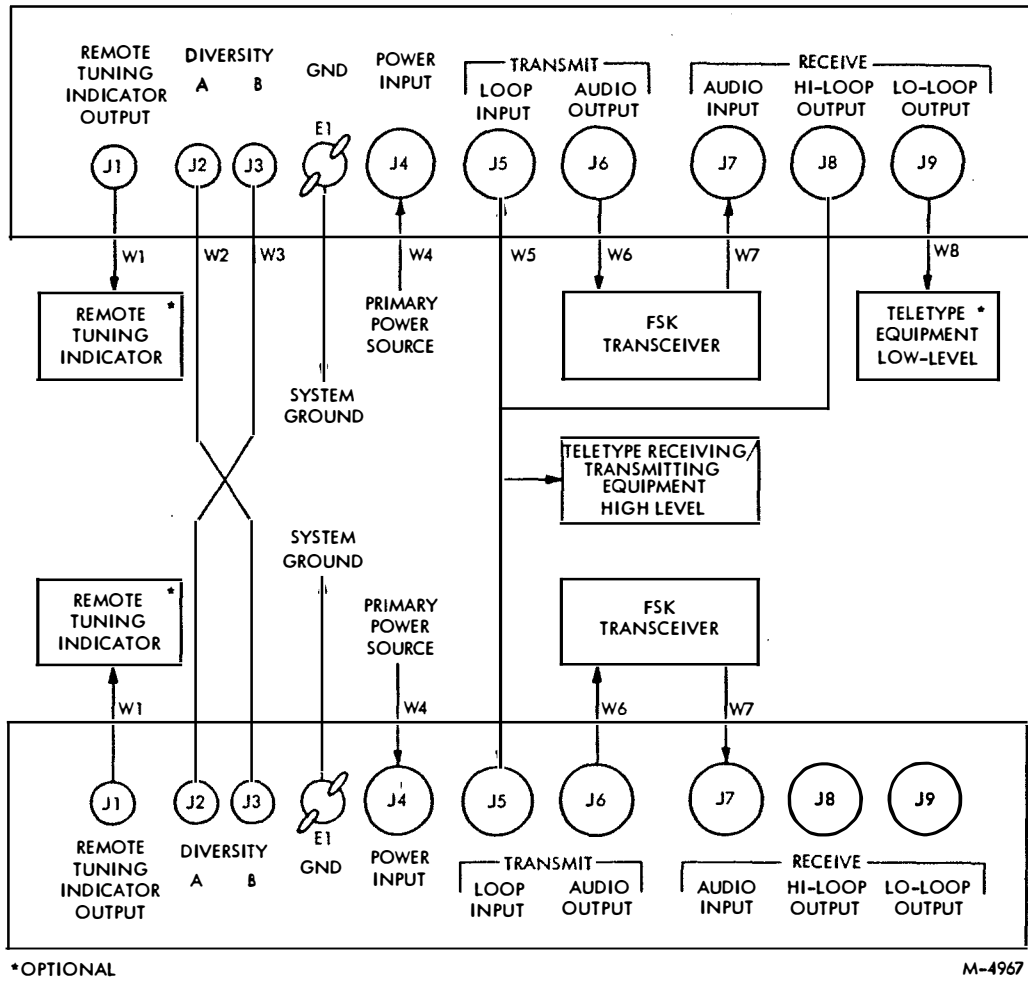 REMOTE
TUNING
INDICATOR
OUTPUT
DIVERSITY
A B
GND
POWER
INPUT
TRANSMIT
LOOP
INPUT
AUDIO
OUTPUT
RECEIVE
AUDIO
INPUT
HI-LOOP
OUTPUT
LO-LOOP
OUTPUT
E1
J1 J2 J3 J4 J5 J6 J7 J8 J9
W1 W2 W3 W4 W5 W6 W7 W8
REMOTE *
TUNING
INDICATOR
PRIMARY
POWER
SOURCE
FSK
TRANSCEIVER
TELETYPE *
EQUIPMENT
LOW-LEVEL
SYSTEM
GROUND
TELETYPE RECEIVING/
TRANSMITTING
EQUIPMENT
HIGH LEVEL
SYSTEM
GROUND
REMOTE *
TUNING
INDICATOR
PRIMARY
POWER
SOURCE
FSK
TRANSCEIVER
W1 W4 W6 W7
J1 J2 J3 J4 J5 J6 J7 J8 J9
E1
REMOTE
TUNING
INDICATOR
OUTPUT
DIVERSITY
A B
GND
POWER
INPUT
TRANSMIT
LOOP
INPUT
AUDIO
OUTPUT
RECEIVE
AUDIO
INPUT
HI-LOOP
OUTPUT
LO-LOOP
OUTPUT
*OPTIONAL
M-4967